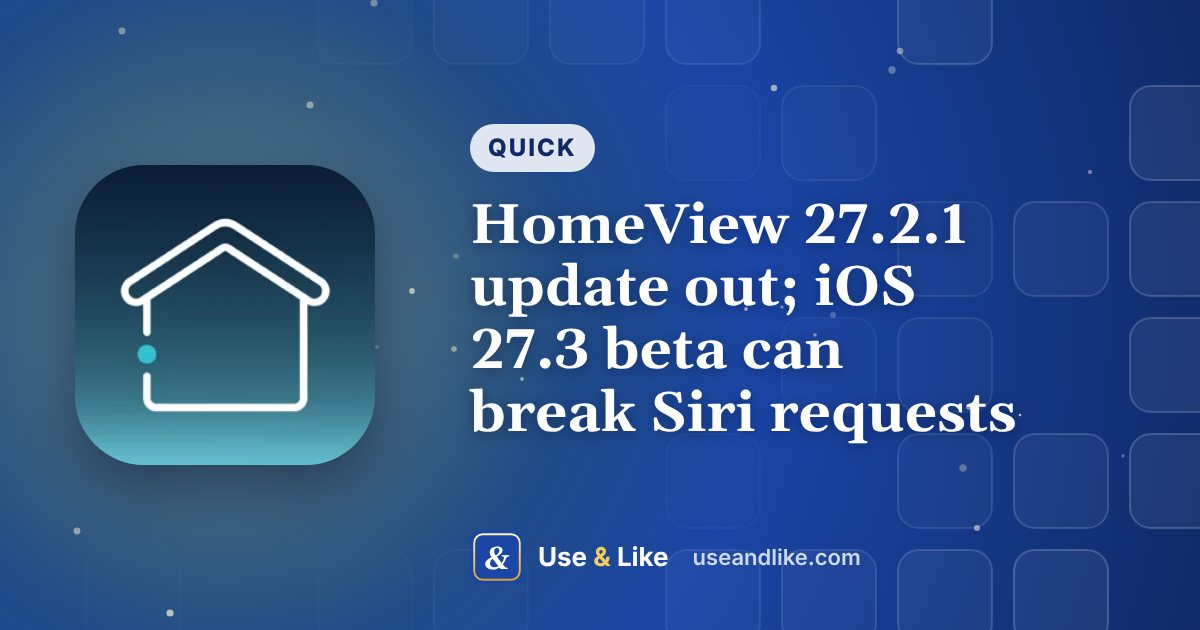 QUICK
HomeView 27.2.1
update out; iOS
27.3 beta can
break Siri requests
& Use & Like useandlike.com